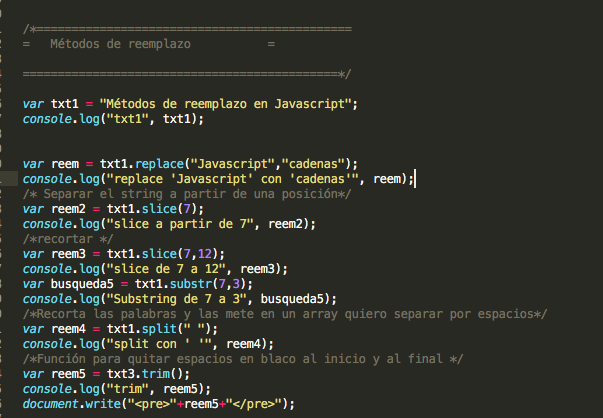 /*===========================================
=   Métodos de reemplazo            =
===========================================*/
var txt1 = "Métodos de reemplazo en Javascript";
console.log("txt1", txt1);
var reem = txt1.replace("Javascript","cadenas");
console.log("replace 'Javascript' con 'cadenas'", reem);
/* Separar el string a partir de una posición*/
var reem2 = txt1.slice(7);
console.log("slice a partir de 7", reem2);
/*recortar */
var reem3 = txt1.slice(7,12);
console.log("slice de 7 a 12", reem3);
var busqueda5 = txt1.substr(7,3);
console.log("Substring de 7 a 3", busqueda5);
/*Recorta las palabras y las mete en un array quiero separar por espacios*/
var reem4 = txt1.split(" ");
console.log("split con ' '", reem4);
/*Función para quitar espacios en blaco al inicio y al final */
var reem5 = txt3.trim();
console.log("trim", reem5);
document.write("<pre>"+reem5+"</pre>");